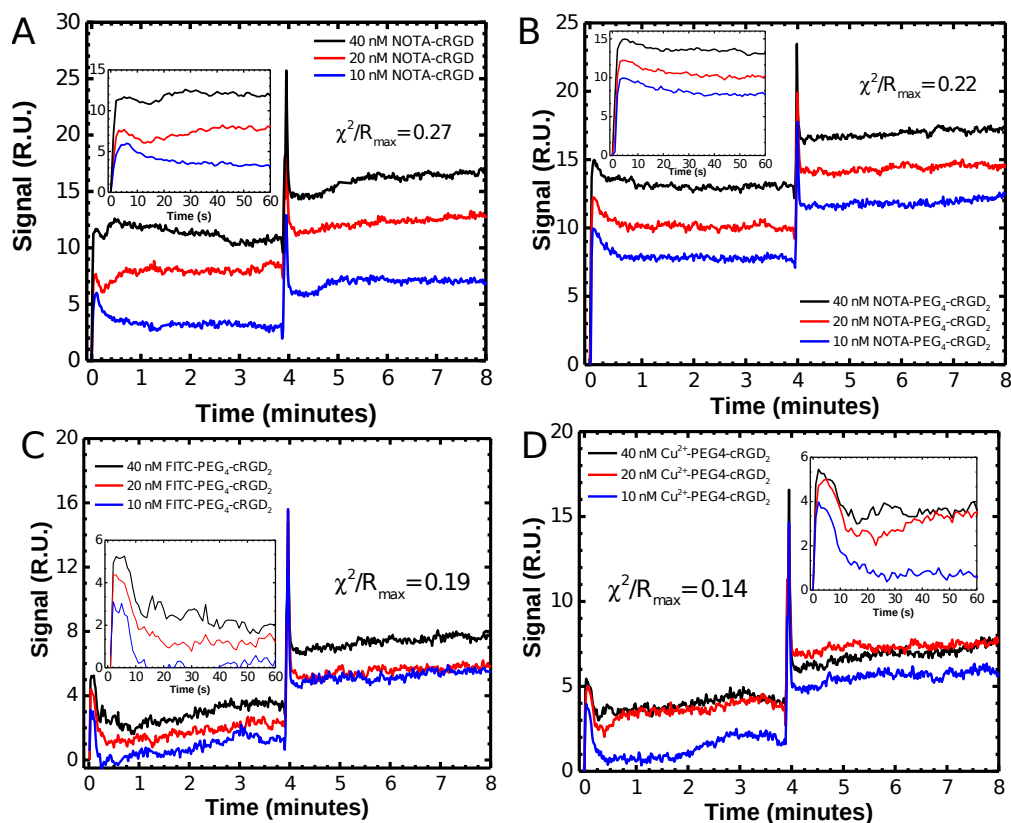 A
30
25
20
15
10
5
0
Signal (R.U.)
40 nM NOTA-cRGD
20 nM NOTA-cRGD
10 nM NOTA-cRGD
χ²/Rmax=0.27
15
10
5
0
0 10 20 30 40 50 60
Time (s)
0 1 2 3 4 5 6 7 8
Time (minutes)
B
25
20
15
10
5
0
Signal (R.U.)
χ²/Rmax=0.22
15
10
5
0
0 10 20 30 40 50 60
Time (s)
40 nM NOTA-PEG₄-cRGD₂
20 nM NOTA-PEG₄-cRGD₂
10 nM NOTA-PEG₄-cRGD₂
0 1 2 3 4 5 6 7 8
Time (minutes)
C
20
16
12
8
4
0
Signal (R.U.)
40 nM FITC-PEG₄-cRGD₂
20 nM FITC-PEG₄-cRGD₂
10 nM FITC-PEG₄-cRGD₂
χ²/Rmax=0.19
6
4
2
0
0 10 20 30 40 50 60
Time (s)
0 1 2 3 4 5 6 7 8
Time (minutes)
D
20
15
10
5
0
Signal (R.U.)
40 nM Cu²⁺-PEG4-cRGD₂
20 nM Cu²⁺-PEG4-cRGD₂
10 nM Cu²⁺-PEG4-cRGD₂
χ²/Rmax=0.14
6
4
2
0
0 10 20 30 40 50 60
Time (s)
0 1 2 3 4 5 6 7 8
Time (minutes)